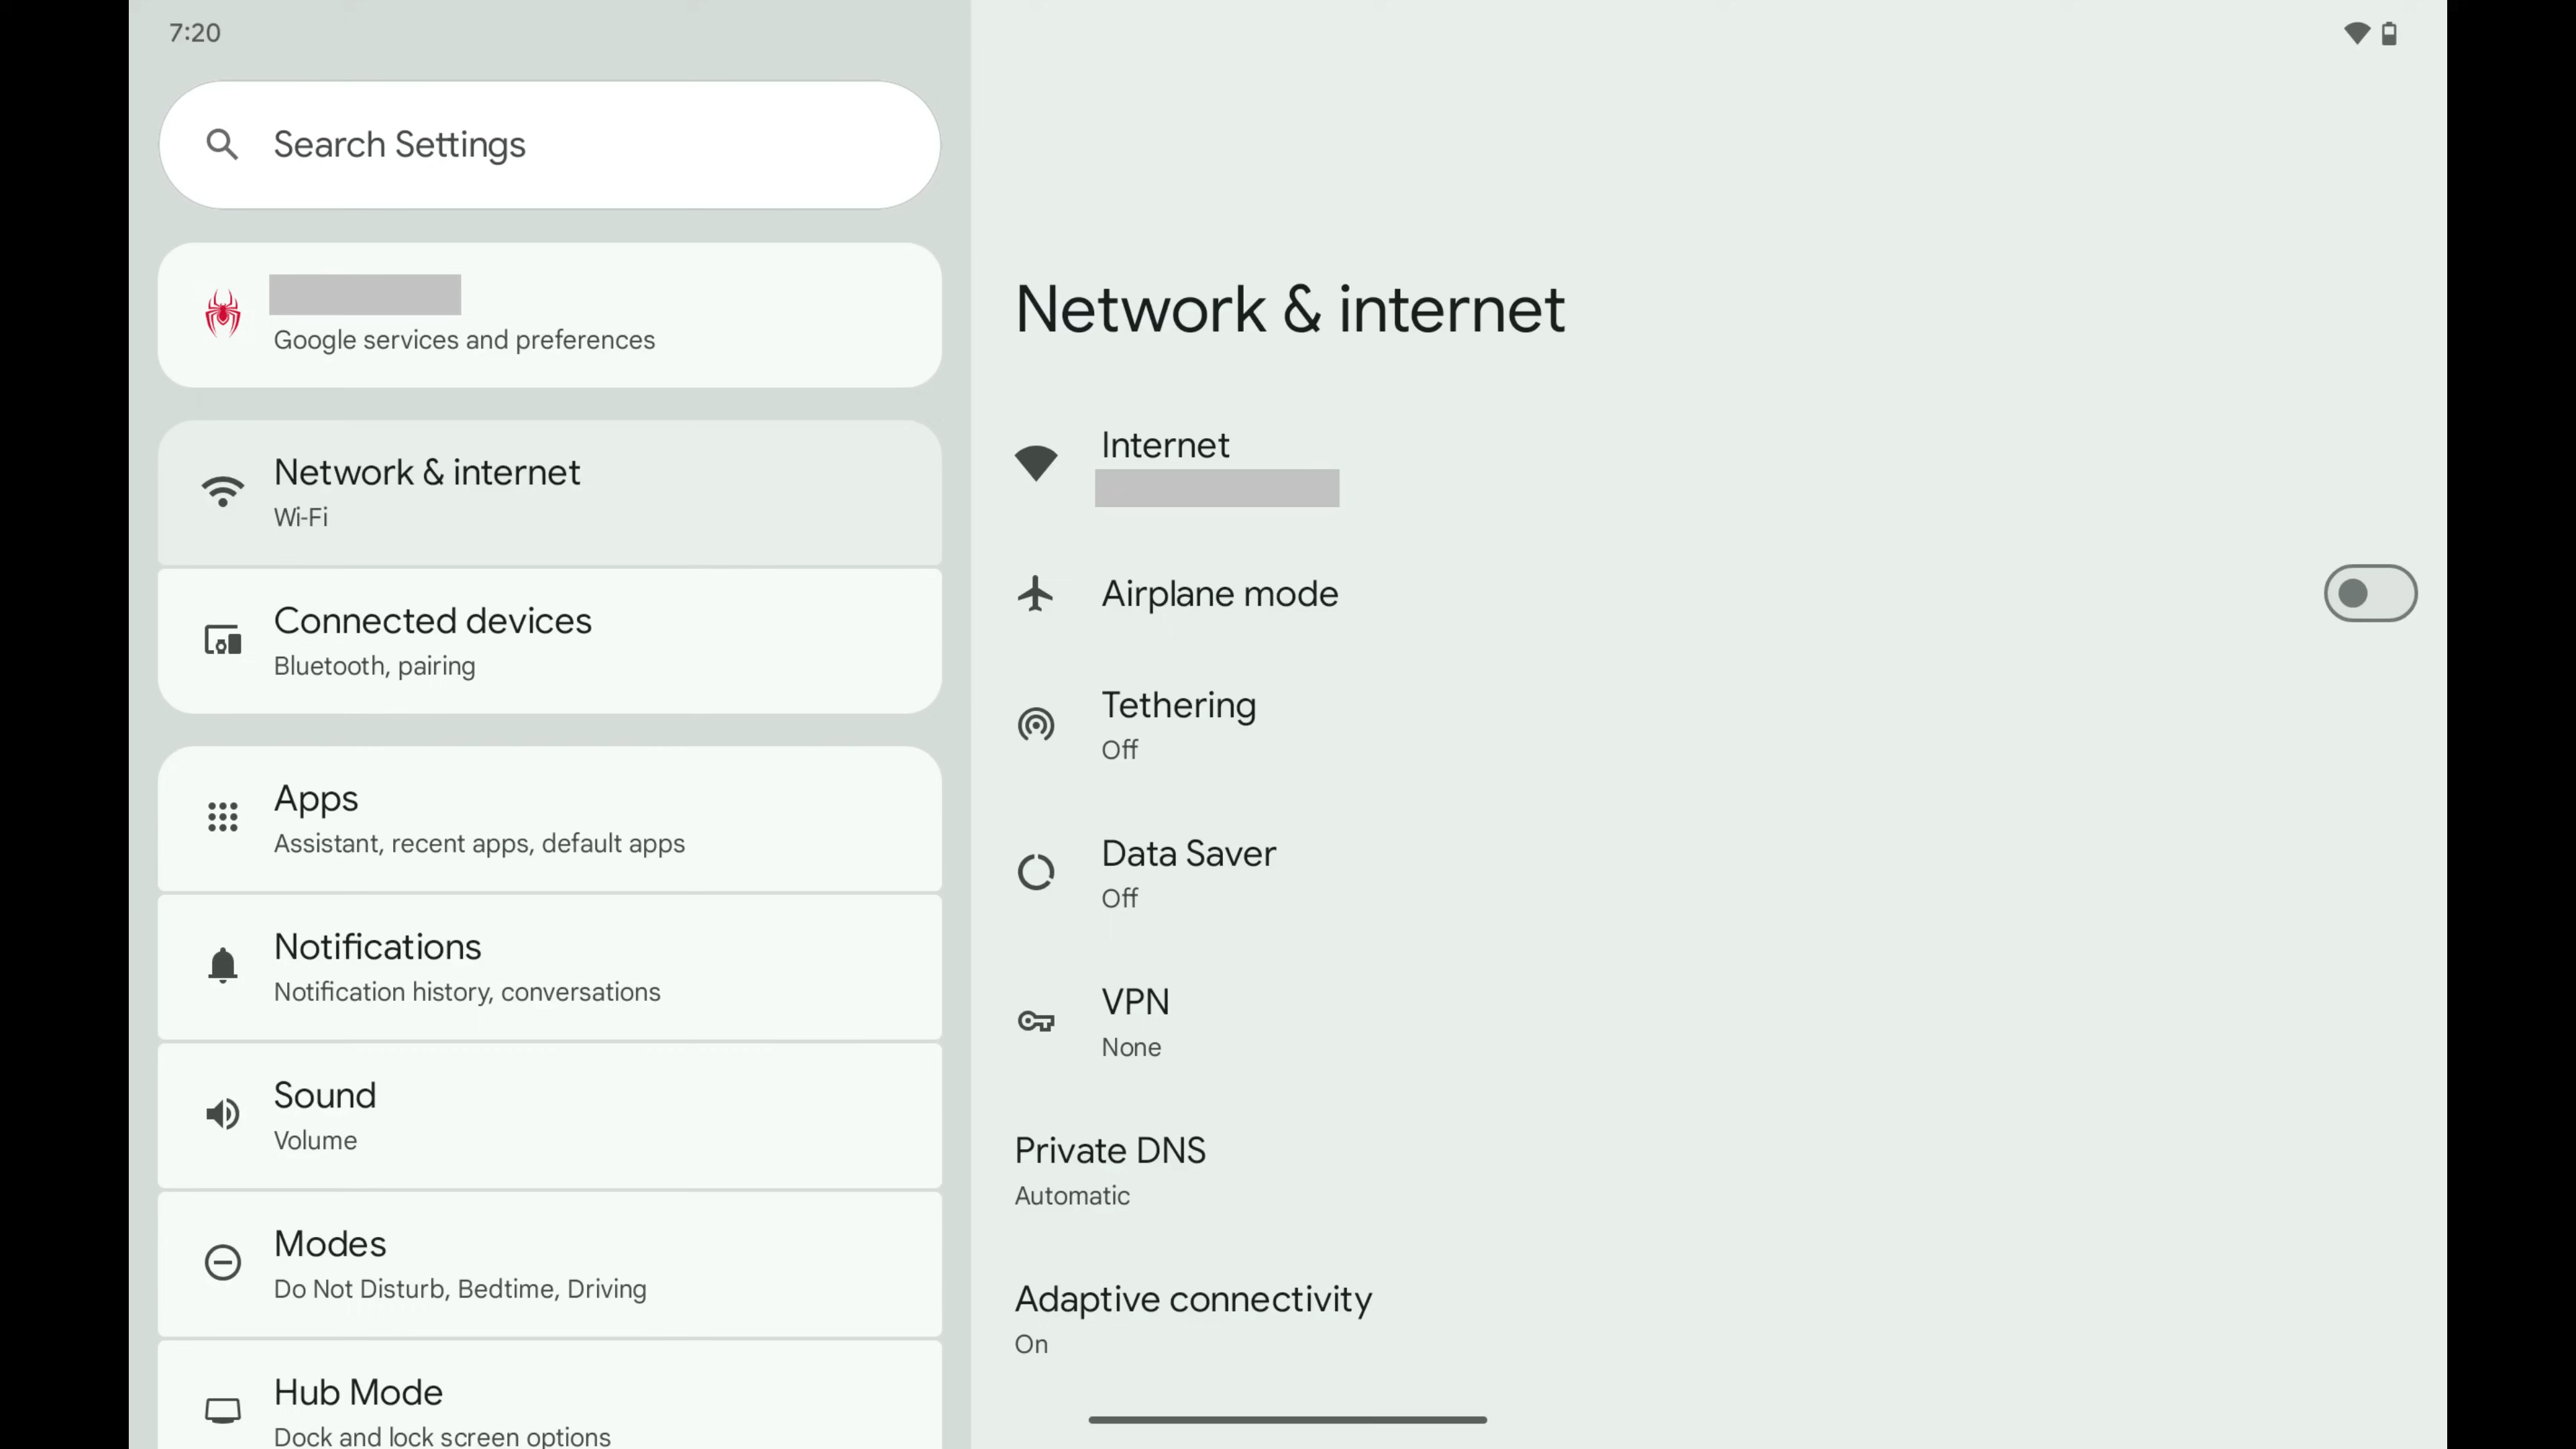 7:20
Search Settings
Google services and preferences
Network & internet
Wi-Fi
Connected devices
Bluetooth, pairing
Apps
Assistant, recent apps, default apps
Notifications
Notification history, conversations
Sound
Volume
Modes
Do Not Disturb, Bedtime, Driving
Hub Mode
Dock and lock screen options
Network & internet
Internet
Airplane mode
Tethering
Off
Data Saver
Off
VPN
None
Private DNS
Automatic
Adaptive connectivity
On